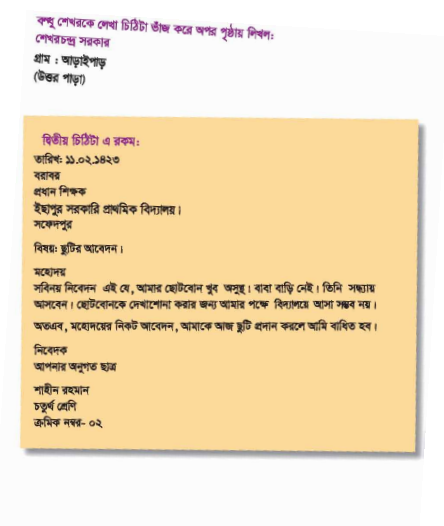 বন্ধু শেখরকে লেখা চিঠিটা ভাঁজ করে অপর পৃষ্ঠায় লিখল:
শেখরচন্দ্র সরকার
গ্রাম : আড়াইপাড়
(উত্তর পাড়া)
দ্বিতীয় চিঠিটা এ রকম:
তারিখ: ১১.০২.১৪২৩
বরাবর
প্রধান শিক্ষক
ইছাপুর সরকারি প্রাথমিক বিদ্যালয়।
সফেদপুর
বিষয়: ছুটির আবেদন।
মহোদয়
সবিনয় নিবেদন এই যে, আমার ছোটবোন খুব অসুস্থ। বাবা বাড়ি নেই। তিনি সন্ধ্যায়
আসবেন। ছোটবোনকে দেখাশোনা করার জন্য আমার পক্ষে বিদ্যালয়ে আসা সম্ভব নয়।
অতএব, মহোদয়ের নিকট আবেদন, আমাকে আজ ছুটি প্রদান করলে আমি বাধিত হব।
নিবেদক
আপনার অনুগত ছাত্র
শাহীন রহমান
চতুর্থ শ্রেণি
ক্রমিক নম্বর- ০২